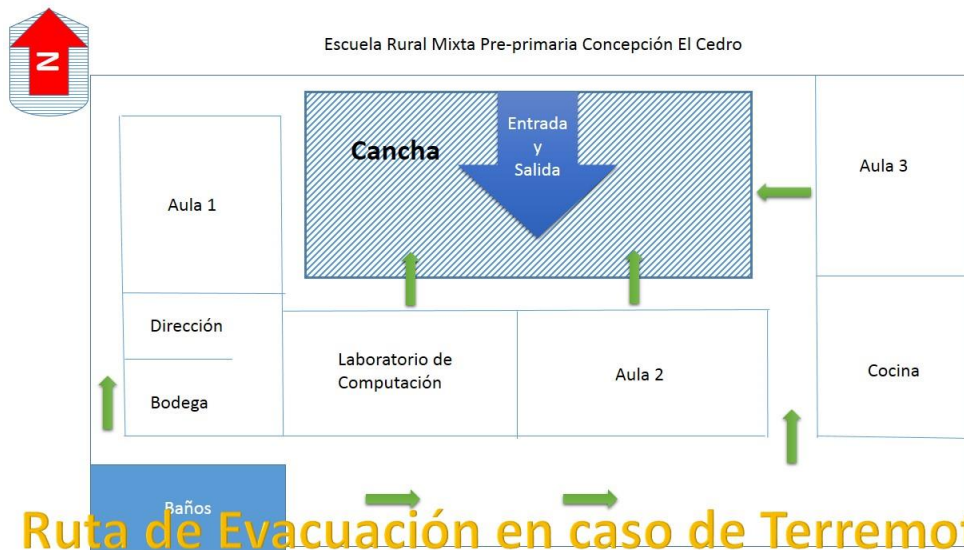 N
Escuela Rural Mixta Pre-primaria Concepción El Cedro
Entrada
y
Salida
Cancha
Aula 3
Aula 1
Dirección
Laboratorio de
Computación
Aula 2
Cocina
Bodega
Baños
Ruta de Evacuación en caso de Terremot